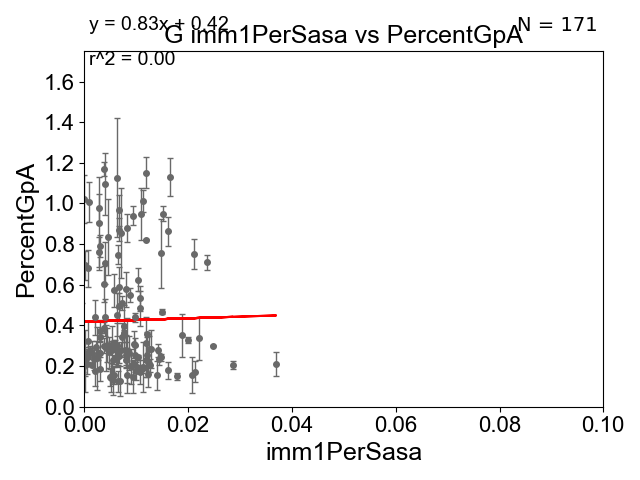 y = 0.83x + 0.42
N = 171
G imm1PerSasa vs PercentGpA
r^2 = 0.00
1.6
1.4
1.2
1.0
0.8
0.6
0.4
0.2
0.0
PercentGpA
0.00 0.02 0.04 0.06 0.08 0.10
imm1PerSasa